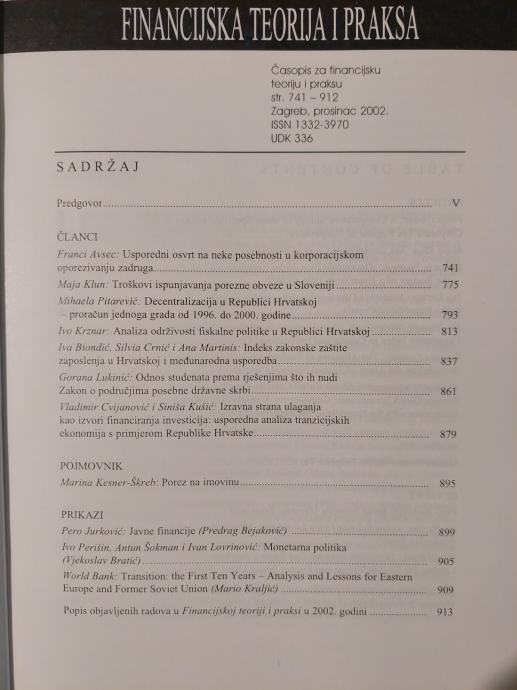 FINANCIJSKA TEORIJA I PRAKSA
Časopis za financijsku
teoriju i praksu
str. 741 – 912
Zagreb, prosinac 2002.
ISSN 1332-3970
UDK 336
SADRŽAJ
Predgovor V
ČLANCI
Franci Avsec: Usporedni osvrt na neke posebnosti u korporacijskom
oporezivanju zadruga 741
Maja Klun: Troškovi ispunjavanja porezne obveze u Sloveniji 775
Mihaela Pitarević: Decentralizacija u Republici Hrvatskoj
– proračun jednoga grada od 1996. do 2000. godine 793
Ivo Krznar: Analiza održivosti fiskalne politike u Republici Hrvatskoj 813
Iva Biondić, Silvia Crnić i Ana Martinis: Indeks zakonske zaštite
zaposlenja u Hrvatskoj i međunarodna usporedba 837
Gorana Lukinić: Odnos studenata prema rješenjima što ih nudi
Zakon o područjima posebne državne skrbi 861
Vladimir Cvijanović i Siniša Kušić: Izravna strana ulaganja
kao izvori financiranja investicija: usporedna analiza tranzicijskih
ekonomija s primjerom Republike Hrvatske 879
POJMOVNIK
Marina Kesner-Škreb: Porez na imovinu 895
PRIKAZI
Pero Jurković: Javne financije (Predrag Bejaković) 899
Ivo Perišin, Antun Šokman i Ivan Lovrinović: Monetarna politika
(Vjekoslav Bratić) 905
World Bank: Transition: the First Ten Years – Analysis and Lessons for Eastern
Europe and Former Soviet Union (Mario Kraljić) 909
Popis objavljenih radova u Financijskoj teoriji i praksi u 2002. godini 913